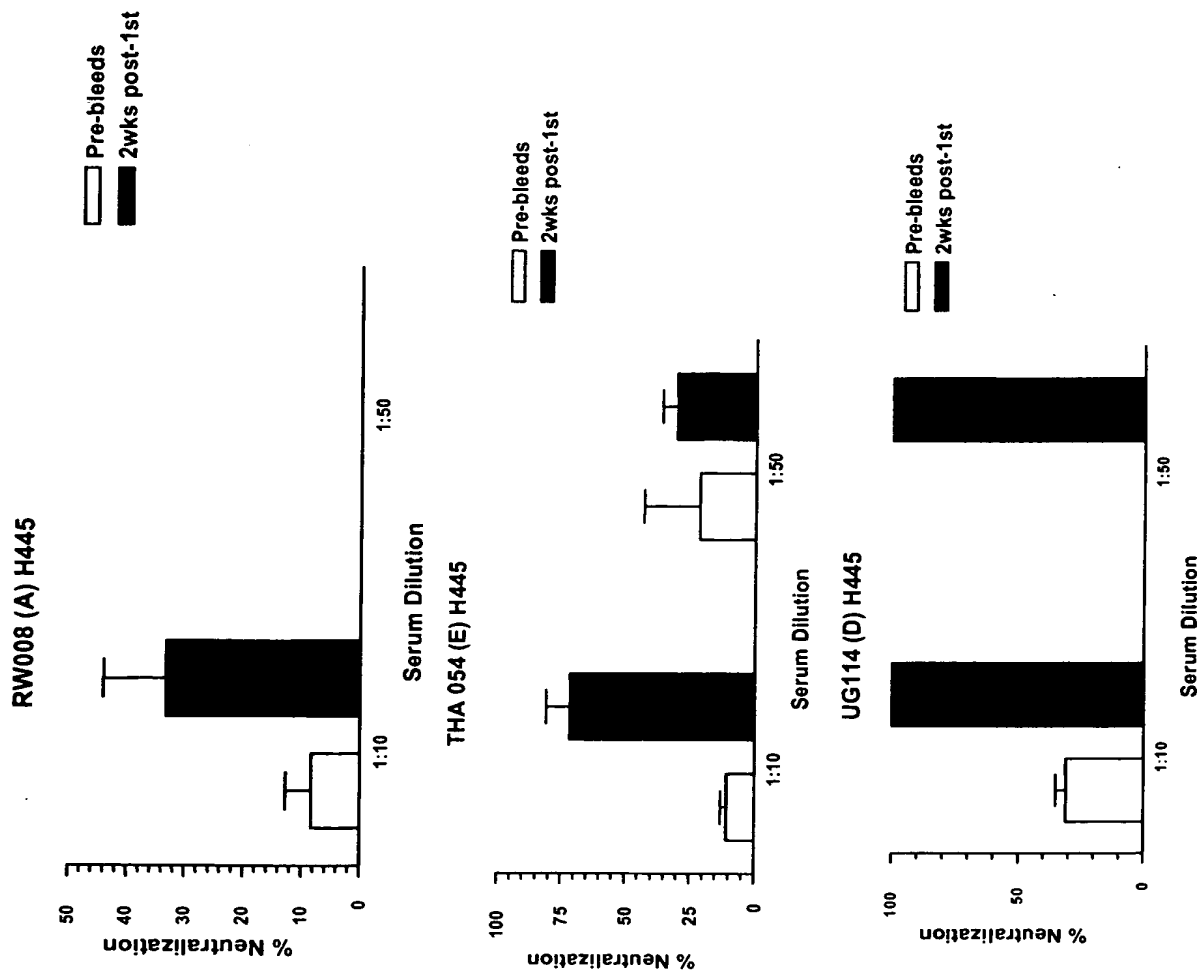 RW008 (A) H445
Pre-bleeds
2wks post-1st
% Neutralization
50
40
30
20
10
0
1:10
1:50
Serum Dilution
THA 054 (E) H445
Pre-bleeds
2wks post-1st
% Neutralization
100
75
50
25
0
1:10
1:50
Serum Dilution
UG114 (D) H445
Pre-bleeds
2wks post-1st
% Neutralization
100
50
0
1:10
1:50
Serum Dilution